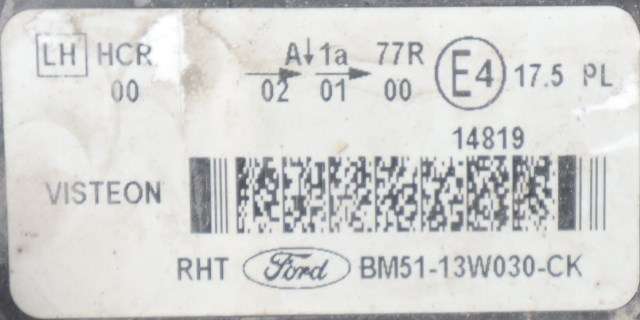 LH HCR A↓1a 77R E4 17.5 PL
00 02 01 00
14819
VISTEON
RHT Ford BM51-13W030-CK